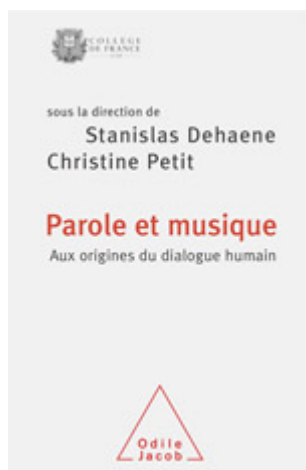 COLLEGE
DE FRANCE
sous la direction de
Stanislas Dehaene
Christine Petit
Parole et musique
Aux origines du dialogue humain
Odile
Jacob